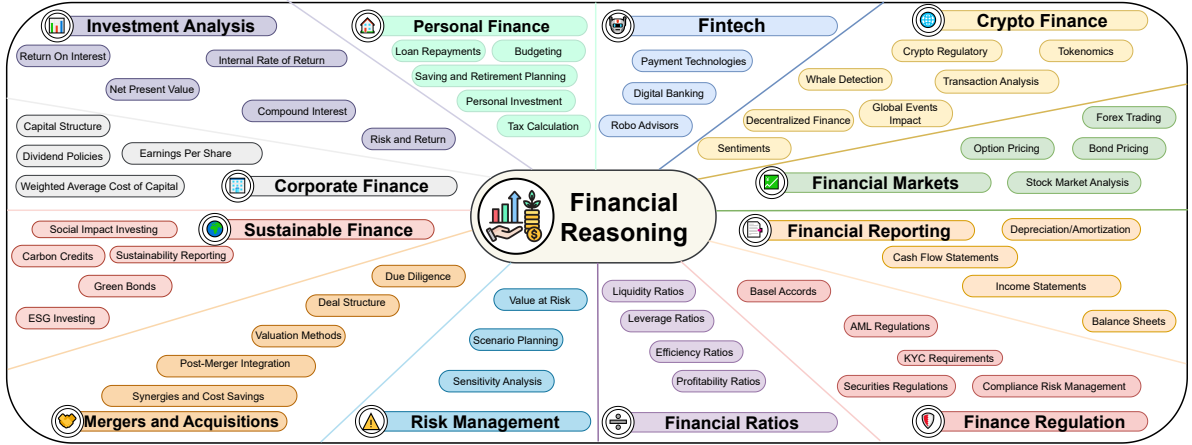 Investment Analysis
Return On Interest
Internal Rate of Return
Net Present Value
Compound Interest
Risk and Return
Personal Finance
Loan Repayments
Budgeting
Saving and Retirement Planning
Personal Investment
Tax Calculation
Fintech
Payment Technologies
Digital Banking
Robo Advisors
Crypto Finance
Crypto Regulatory
Tokenomics
Whale Detection
Transaction Analysis
Decentralized Finance
Global Events
Impact
Sentiments
Capital Structure
Dividend Policies
Earnings Per Share
Weighted Average Cost of Capital
Corporate Finance
Financial
Reasoning
Forex Trading
Option Pricing
Bond Pricing
Financial Markets
Stock Market Analysis
Sustainable Finance
Social Impact Investing
Carbon Credits
Sustainability Reporting
Green Bonds
ESG Investing
Financial Reporting
Depreciation/Amortization
Cash Flow Statements
Income Statements
Balance Sheets
Due Diligence
Deal Structure
Valuation Methods
Post-Merger Integration
Synergies and Cost Savings
Mergers and Acquisitions
Value at Risk
Scenario Planning
Sensitivity Analysis
Risk Management
Liquidity Ratios
Leverage Ratios
Efficiency Ratios
Profitability Ratios
Financial Ratios
Basel Accords
AML Regulations
KYC Requirements
Securities Regulations
Compliance Risk Management
Finance Regulation